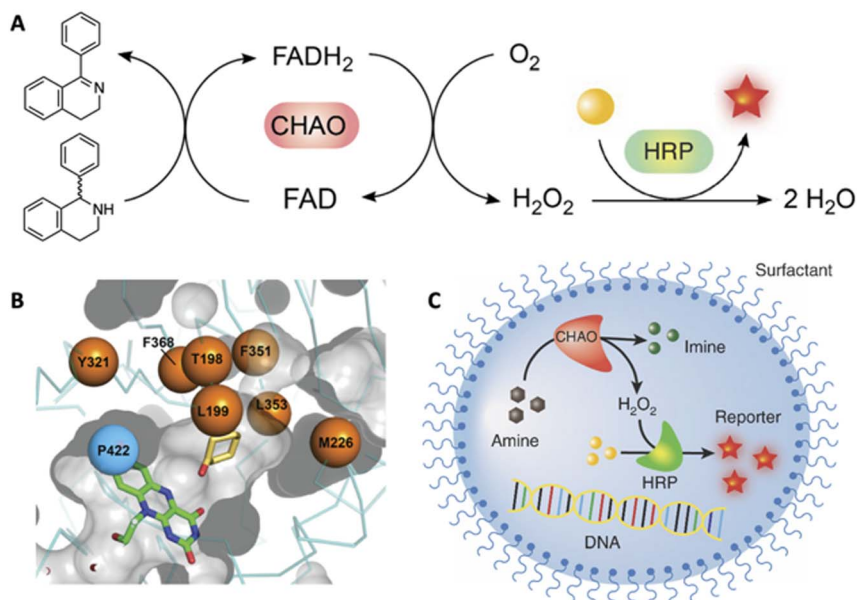 A
N
NH
FADH₂
CHAO
FAD
O₂
H₂O₂
HRP
2 H₂O
B
Y321
F368
T198
F351
L199
L353
M226
P422
C
Surfactant
CHAO
Imine
Amine
H₂O₂
Reporter
HRP
DNA